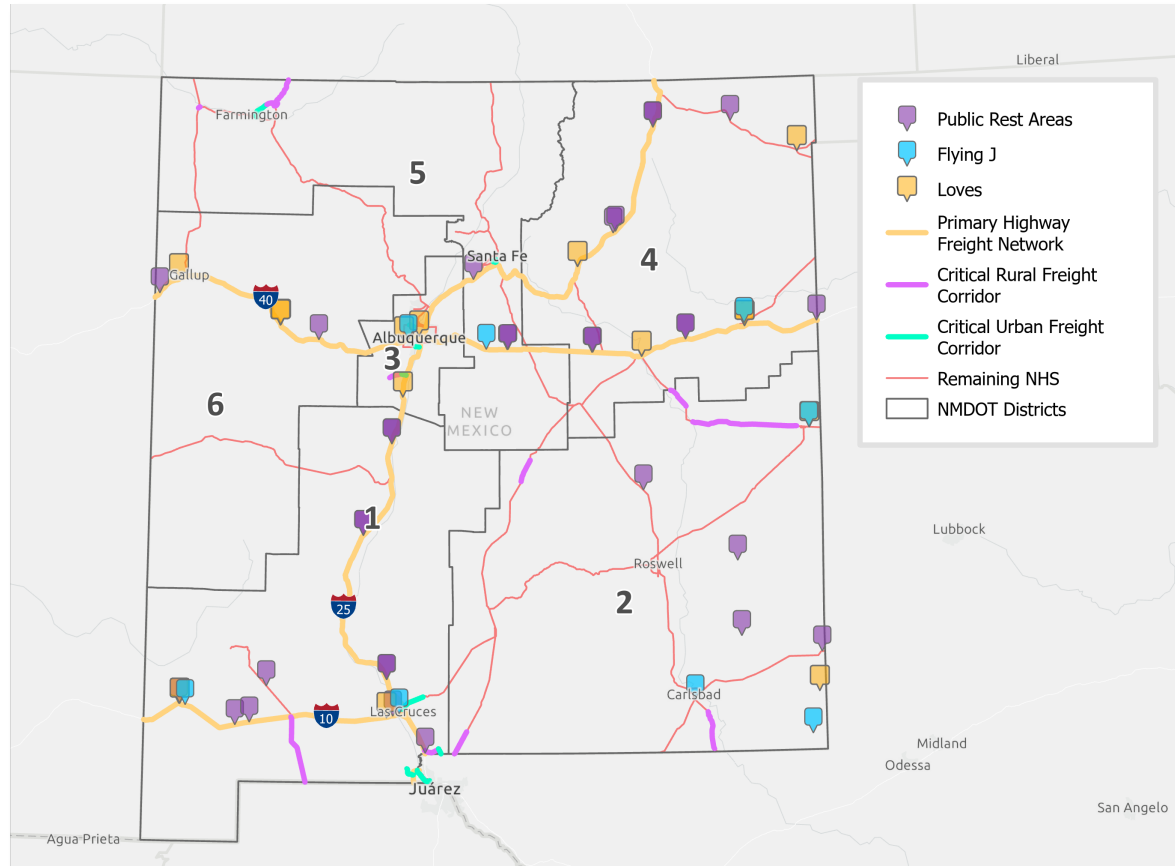 Liberal
Farmington
5
Santa Fe
4
Gallup
40
Albuquerque
3
6
NEW
MEXICO
1
Lubbock
Roswell
2
25
Carlsbad
Las Cruces
10
Midland
Odessa
Juárez
San Angelo
Agua Prieta
Public Rest Areas
Flying J
Loves
Primary Highway
Freight Network
Critical Rural Freight
Corridor
Critical Urban Freight
Corridor
Remaining NHS
NMDOT Districts